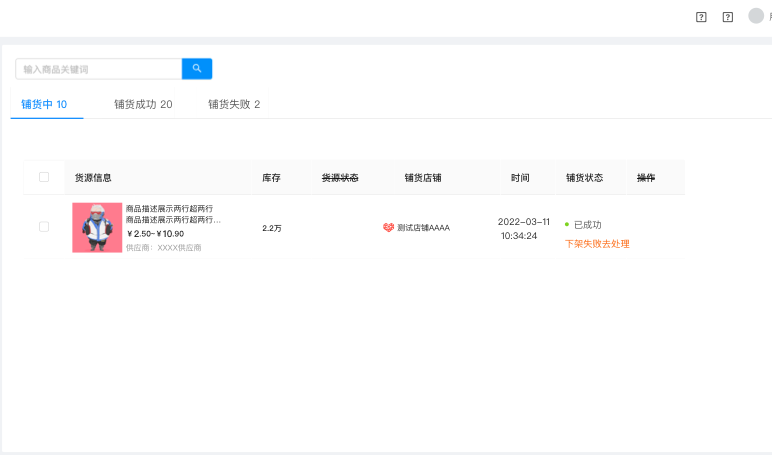 输入商品关键词
铺货中 10 铺货成功 20 铺货失败 2
货源信息 库存 货源状态 铺货店铺 时间 铺货状态 操作
商品描述展示两行超两行
商品描述展示两行超两行...
¥2.50-¥10.90
供应商: XXXX供应商
2.2万
测试店铺AAAA
2022-03-11
10:34:24
已成功
下架失败去处理